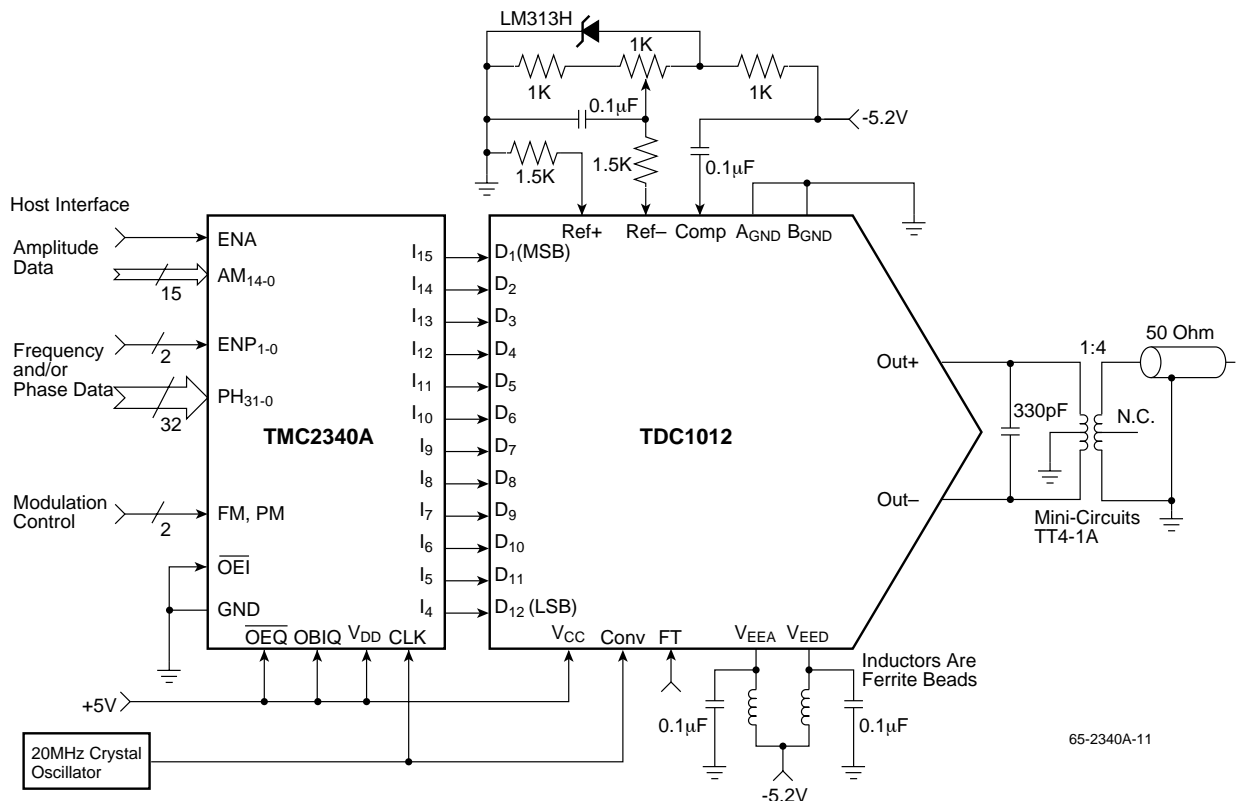 LM313H
1K
1K
1K
0.1μF
-5.2V
1.5K
1.5K
0.1μF
Host Interface
Amplitude
Data
15
Frequency
and/or
Phase Data
2
32
Modulation
Control
2
ENA
AM14-0
ENP1-0
PH31-0
FM, PM
OEI
GND
OEQ OBIQ VDD CLK
TMC2340A
I15
I14
I13
I12
I11
I10
I9
I8
I7
I6
I5
I4
Ref+ Ref– Comp AGND BGND
D1(MSB)
D2
D3
D4
D5
D6
D7
D8
D9
D10
D11
D12 (LSB)
TDC1012
VCC Conv FT VEEA VEED
Out+
Out–
330pF
1:4
50 Ohm
N.C.
Mini-Circuits
TT4-1A
Inductors Are
Ferrite Beads
0.1μF
0.1μF
-5.2V
+5V
20MHz Crystal
Oscillator
65-2340A-11